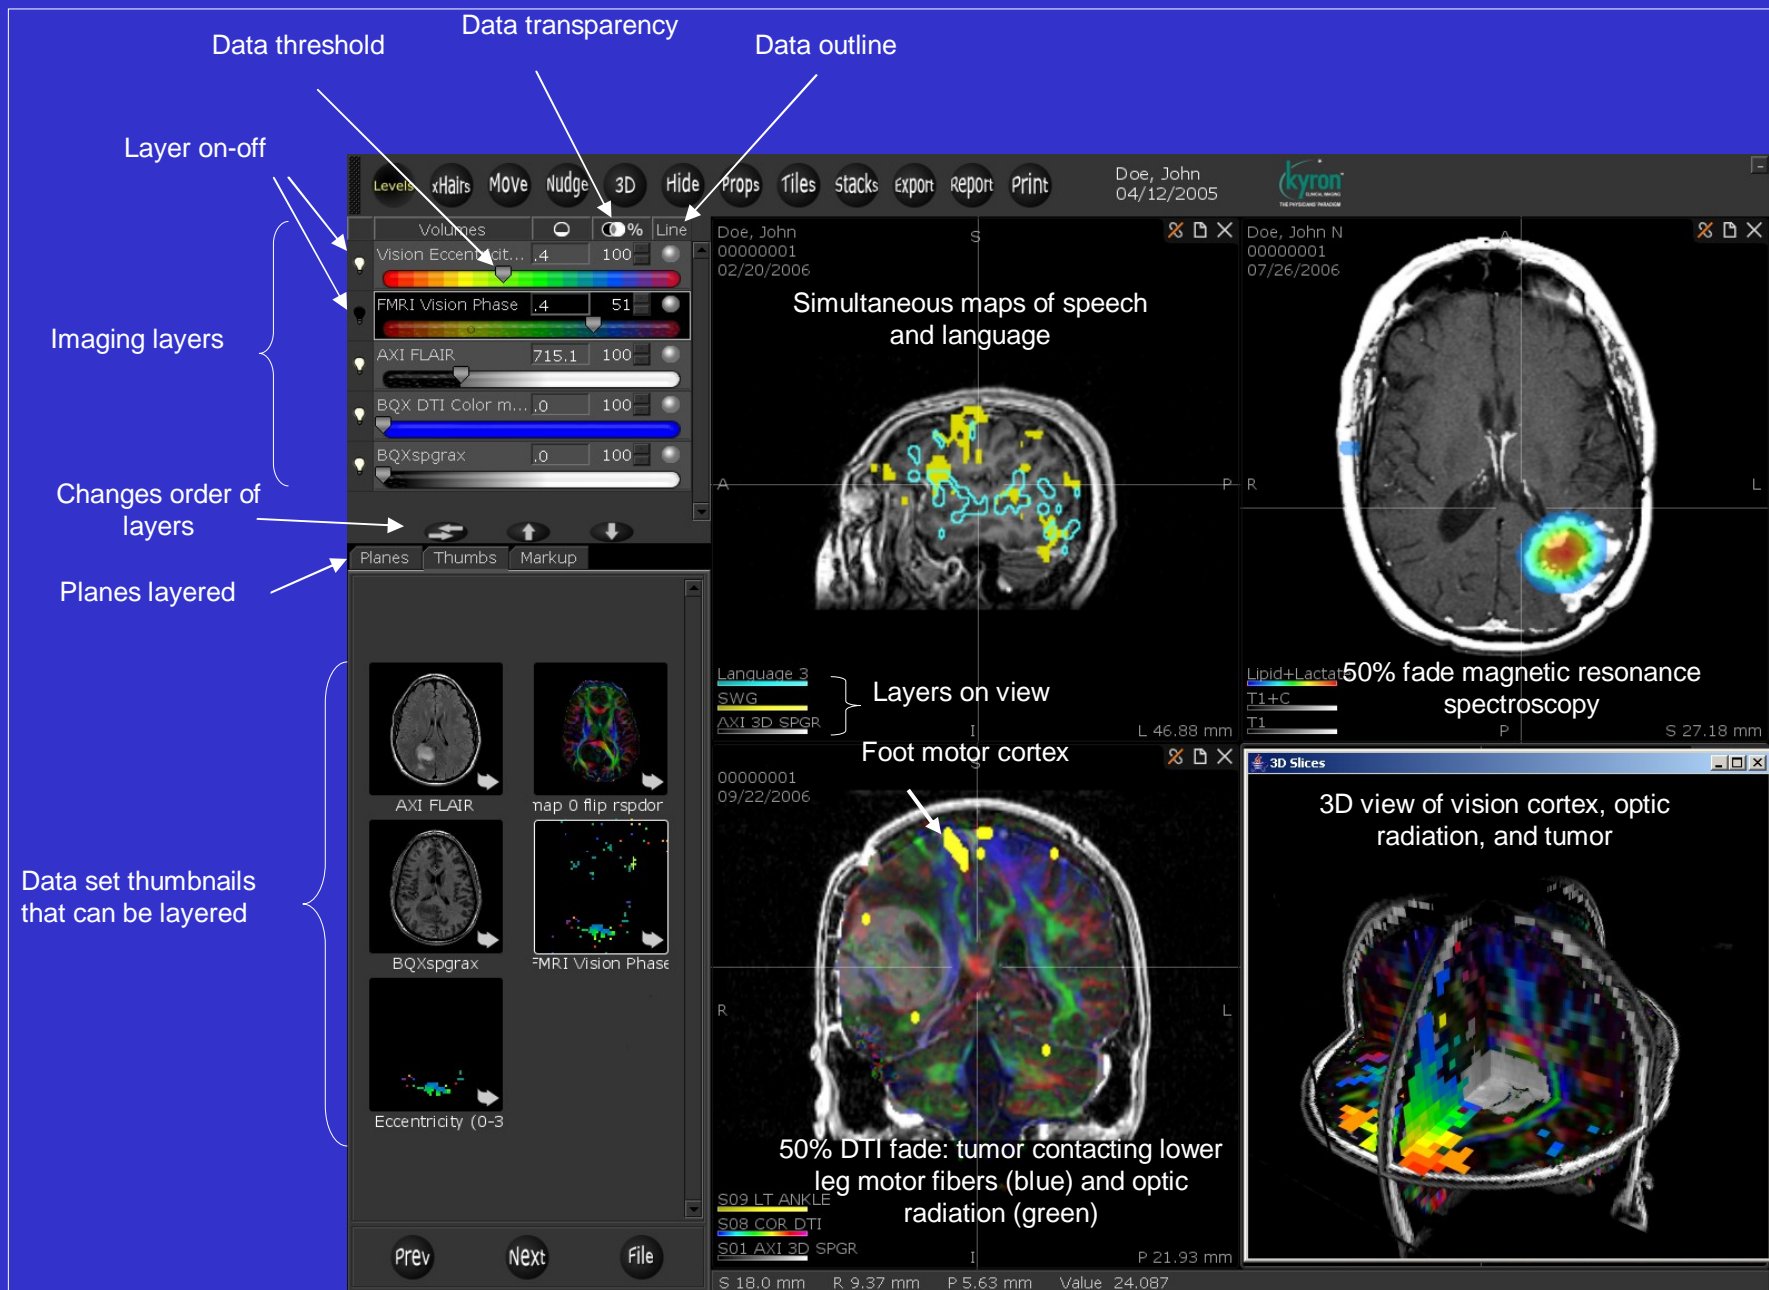 Data threshold
Data transparency
Data outline
Layer on-off
Imaging layers
Changes order of
layers
Planes layered
Data set thumbnails
that can be layered
Levels xHairs Move Nudge 3D Hide Props Tiles Stacks Export Report Print
Doe, John
04/12/2005
kyron
CLINICAL IMAGING
THE PHYSICIANS' PARADIGM
Volumes % Line
Vision Eccentricit... .4 100
FMRI Vision Phase .4 51
AXI FLAIR 715.1 100
BQX DTI Color m... .0 100
BQXspgrax .0 100
Planes Thumbs Markup
AXI FLAIR
map 0 flip rspdor
BQXspgrax
FMRI Vision Phase
Eccentricity (0-3
Prev Next File
Doe, John
00000001
02/20/2006
S
Simultaneous maps of speech
and language
A
P
Language 3
SWG
AXI 3D SPGR
Layers on view
I
L 46.88 mm
Doe, John N
00000001
07/26/2006
A
R
L
50% fade magnetic resonance
spectroscopy
Lipid+Lactate
T1+C
T1
P
S 27.18 mm
Foot motor cortex
S
00000001
09/22/2006
R
L
50% DTI fade: tumor contacting lower
leg motor fibers (blue) and optic
radiation (green)
S09 LT ANKLE
S08 COR DTI
S01 AXI 3D SPGR
I
P 21.93 mm
3D Slices
3D view of vision cortex, optic
radiation, and tumor
S 18.0 mm R 9.37 mm P 5.63 mm Value 24.087